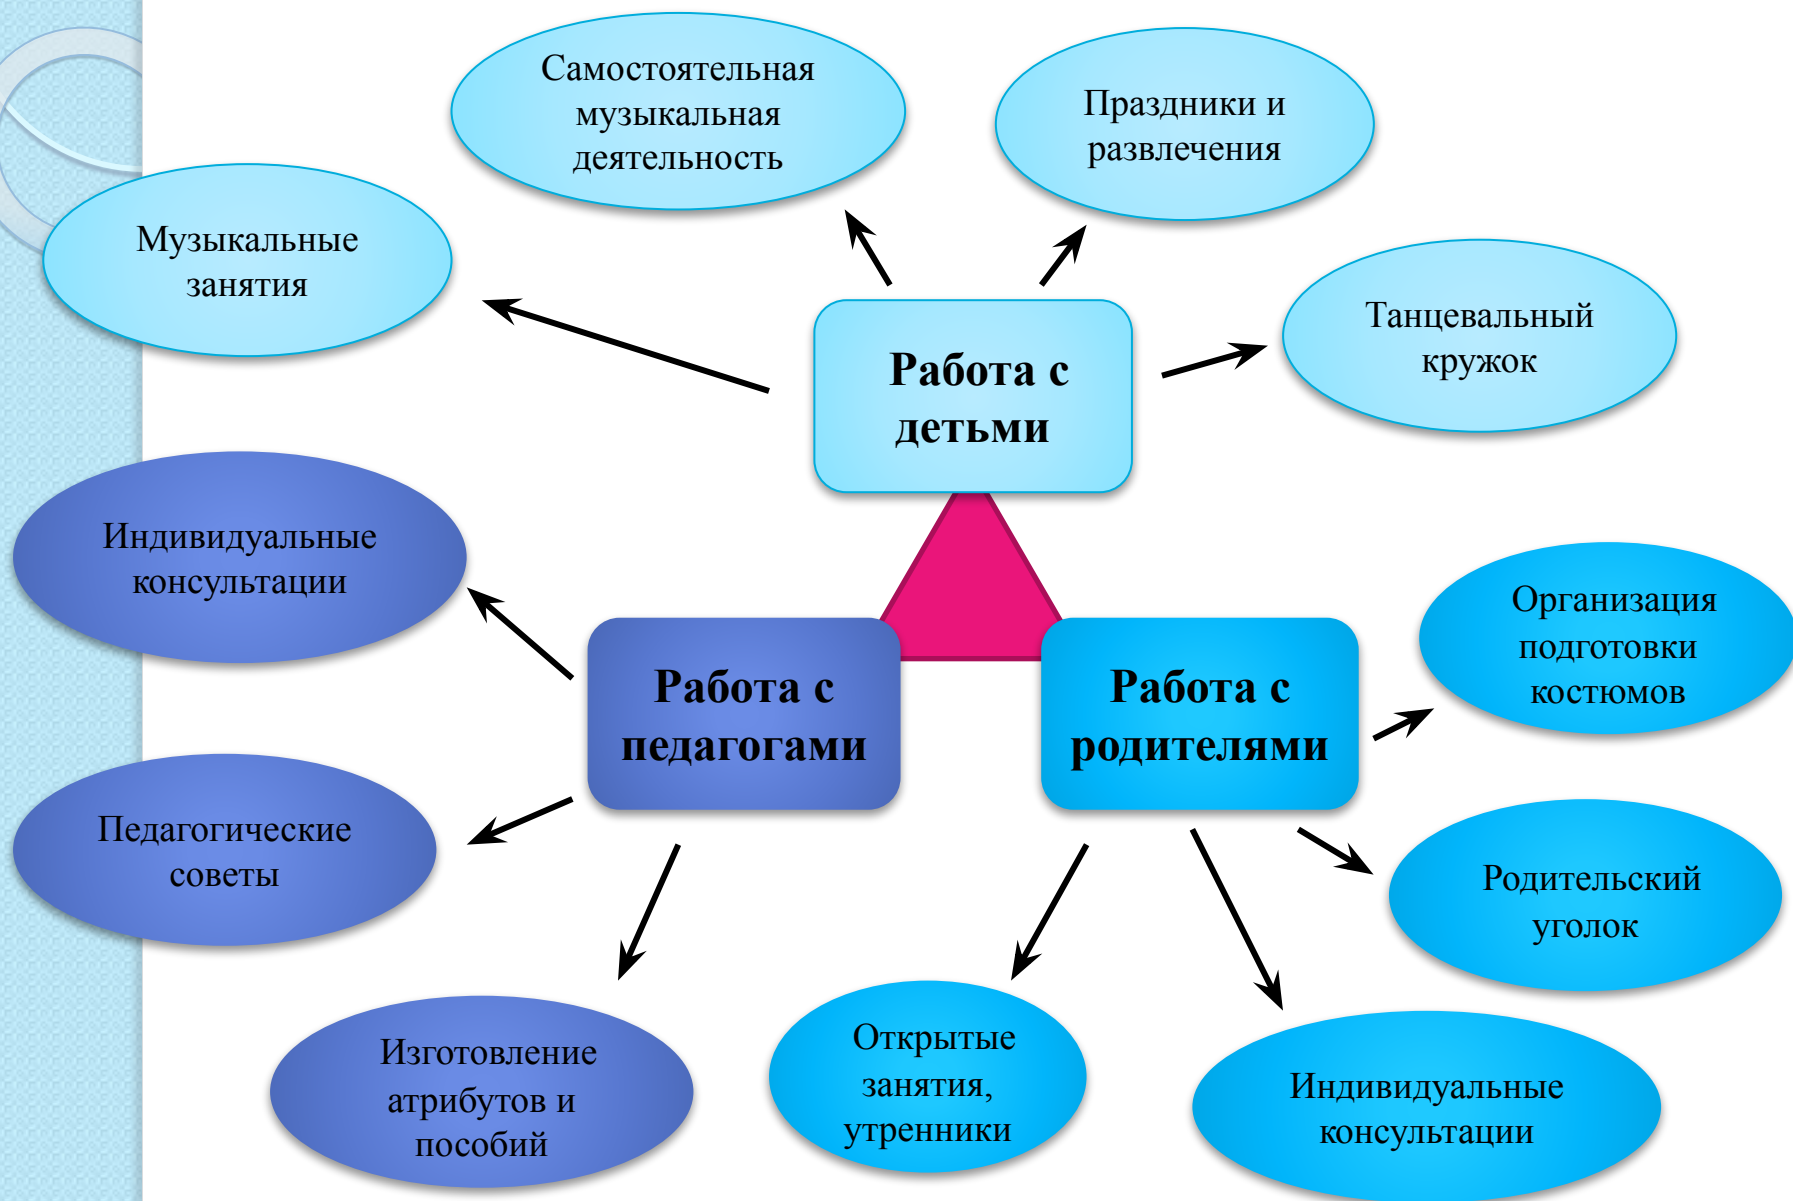 Самостоятельная
музыкальная
деятельность
Праздники и
развлечения
Музыкальные
занятия
Танцевальный
кружок
Работа с
детьми
Индивидуальные
консультации
Организация
подготовки
костюмов
Работа с
педагогами
Работа с
родителями
Педагогические
советы
Родительский
уголок
Изготовление
атрибутов и
пособий
Открытые
занятия,
утренники
Индивидуальные
консультации